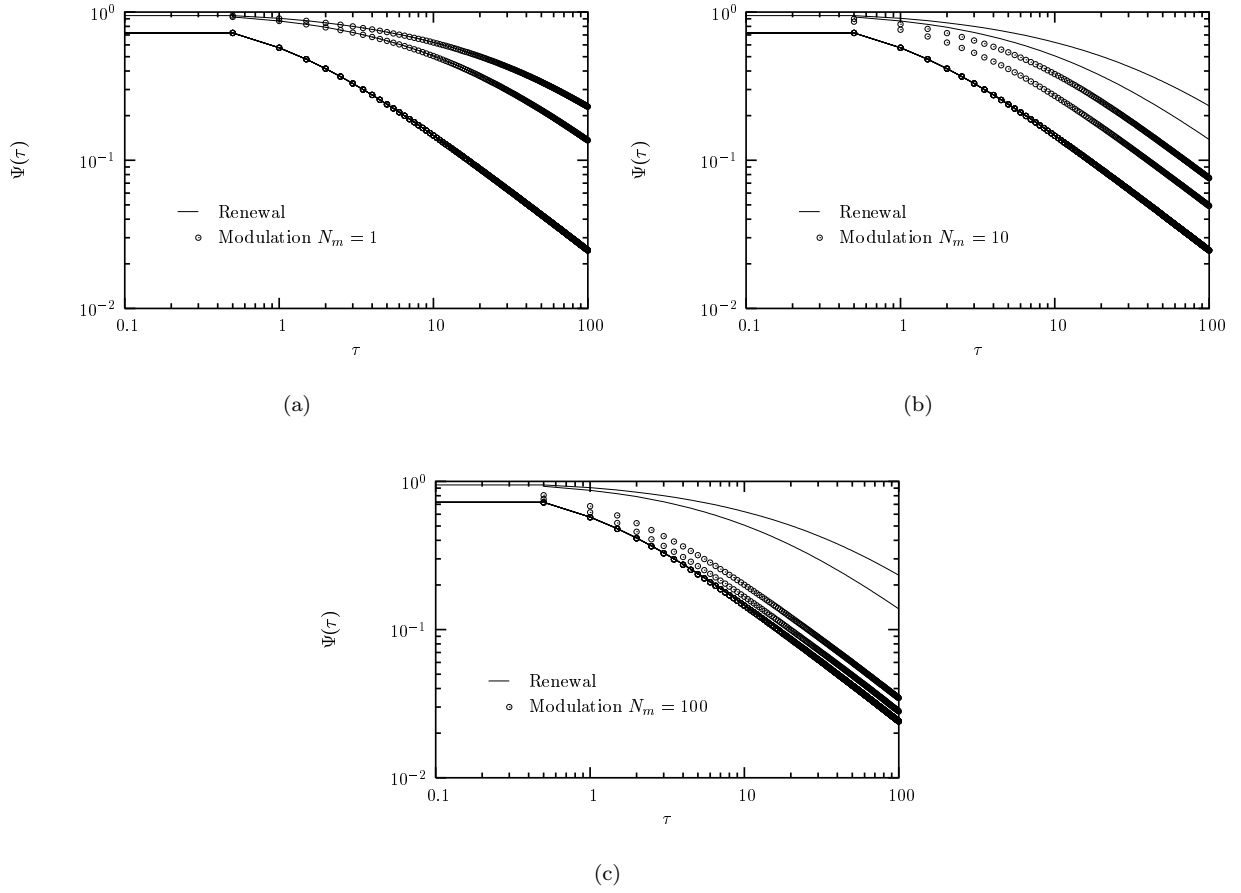 10^0
10^{-1}
10^{-2}
Ψ(τ)
Renewal
Modulation N_m = 1
0.1 1 10 100
τ
(a)
10^0
10^{-1}
10^{-2}
Ψ(τ)
Renewal
Modulation N_m = 10
0.1 1 10 100
τ
(b)
10^0
10^{-1}
10^{-2}
Ψ(τ)
Renewal
Modulation N_m = 100
0.1 1 10 100
τ
(c)